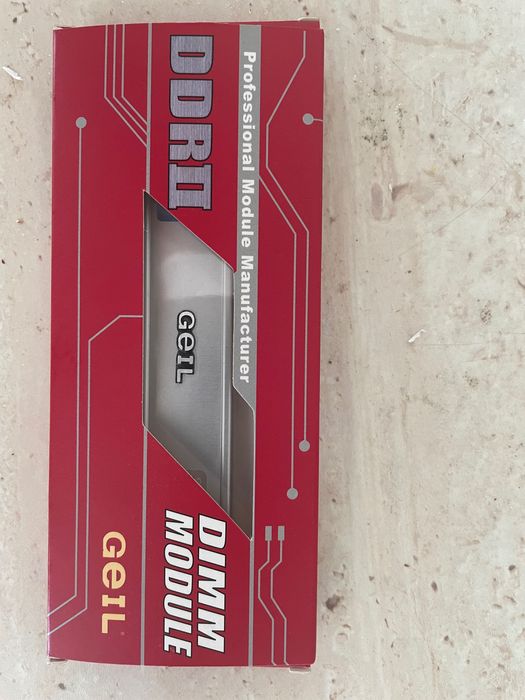 Professional Module Manufacturer
DDRII
GeIL
DIMM
MODULE
GeIL